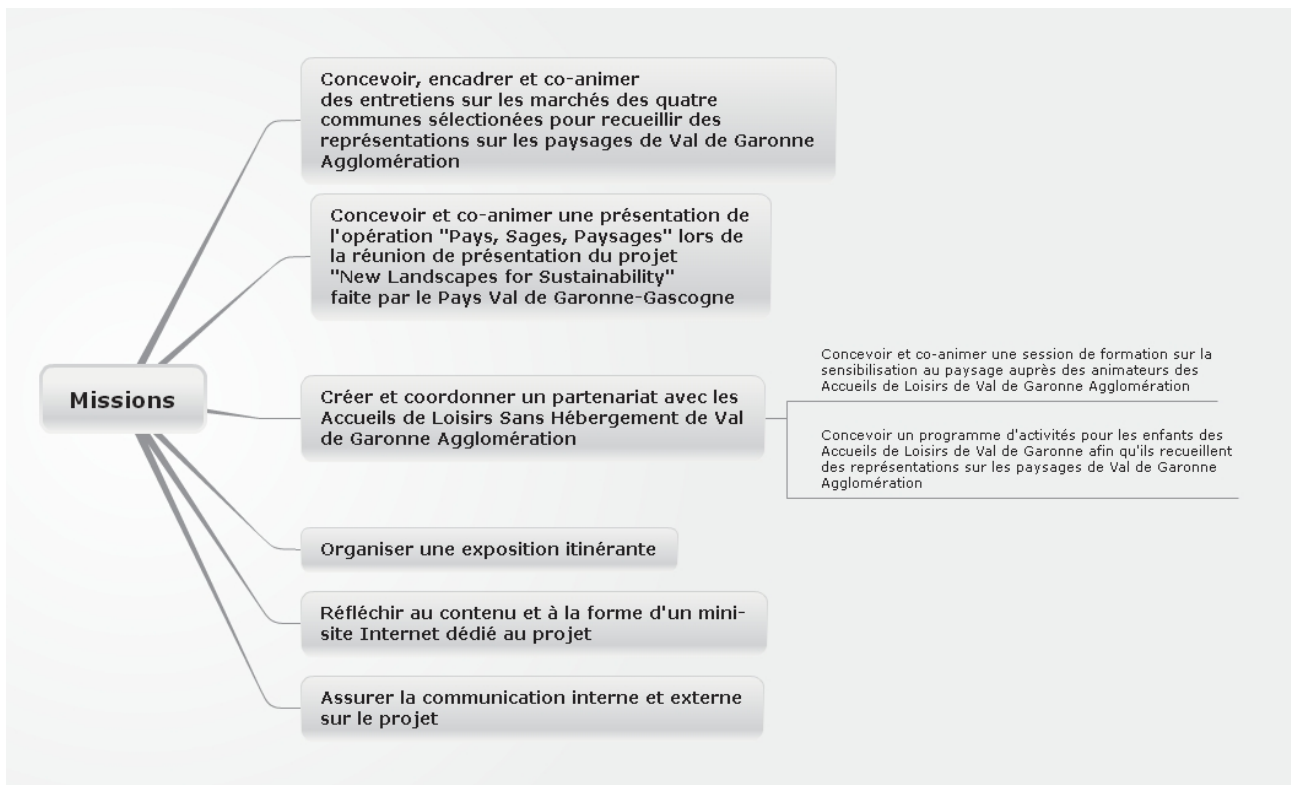 Missions
Concevoir, encadrer et co-animer
des entretiens sur les marchés des quatre
communes sélectionées pour recueillir des
représentations sur les paysages de Val de Garonne
Agglomération
Concevoir et co-animer une présentation de
l'opération "Pays, Sages, Paysages" lors de
la réunion de présentation du projet
"New Landscapes for Sustainability"
faite par le Pays Val de Garonne-Gascogne
Créer et coordonner un partenariat avec les
Accueils de Loisirs Sans Hébergement de Val
de Garonne Agglomération
Concevoir et co-animer une session de formation sur la
sensibilisation au paysage auprès des animateurs des
Accueils de Loisirs de Val de Garonne Agglomération
Concevoir un programme d'activités pour les enfants des
Accueils de Loisirs de Val de Garonne afin qu'ils recueillent
des représentations sur les paysages de Val de Garonne
Agglomération
Organiser une exposition itinérante
Réfléchir au contenu et à la forme d'un mini-
site Internet dédié au projet
Assurer la communication interne et externe
sur le projet